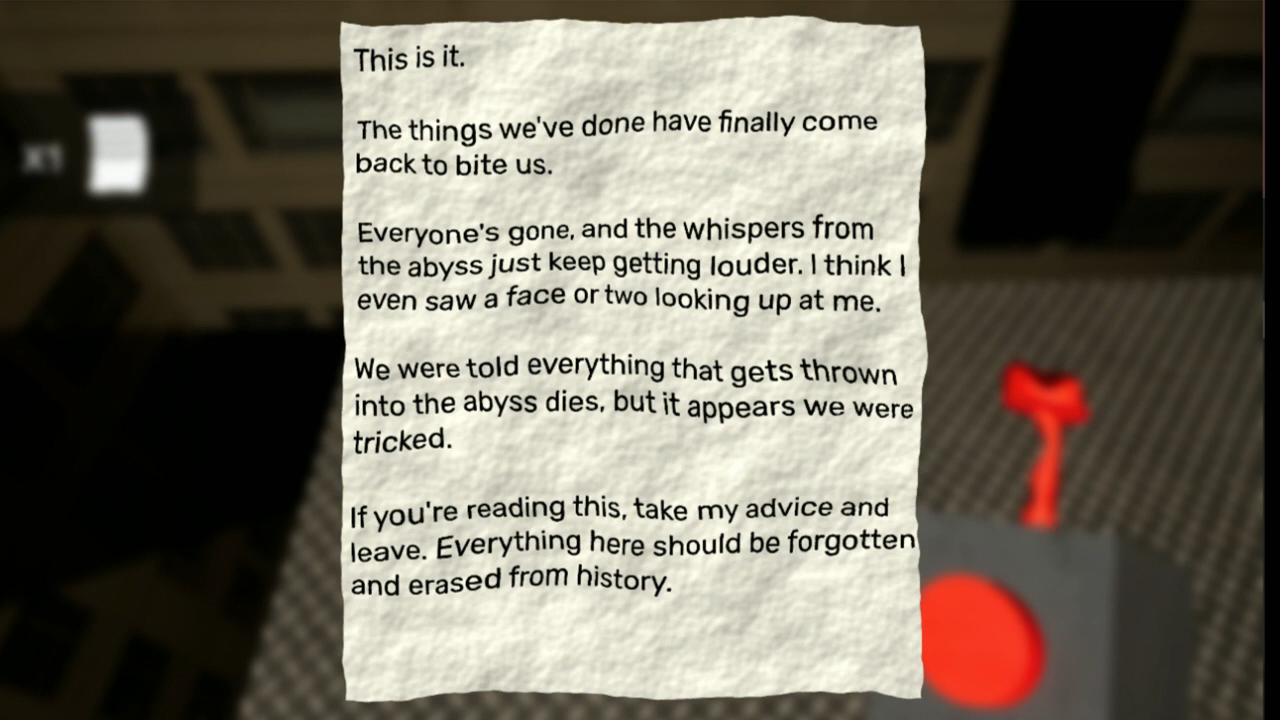 This is it.
The things we've done have finally come
back to bite us.
Everyone's gone, and the whispers from
the abyss just keep getting louder. I think I
even saw a face or two looking up at me.
We were told everything that gets thrown
into the abyss dies, but it appears we were
tricked.
If you're reading this, take my advice and
leave. Everything here should be forgotten
and erased from history.
X1